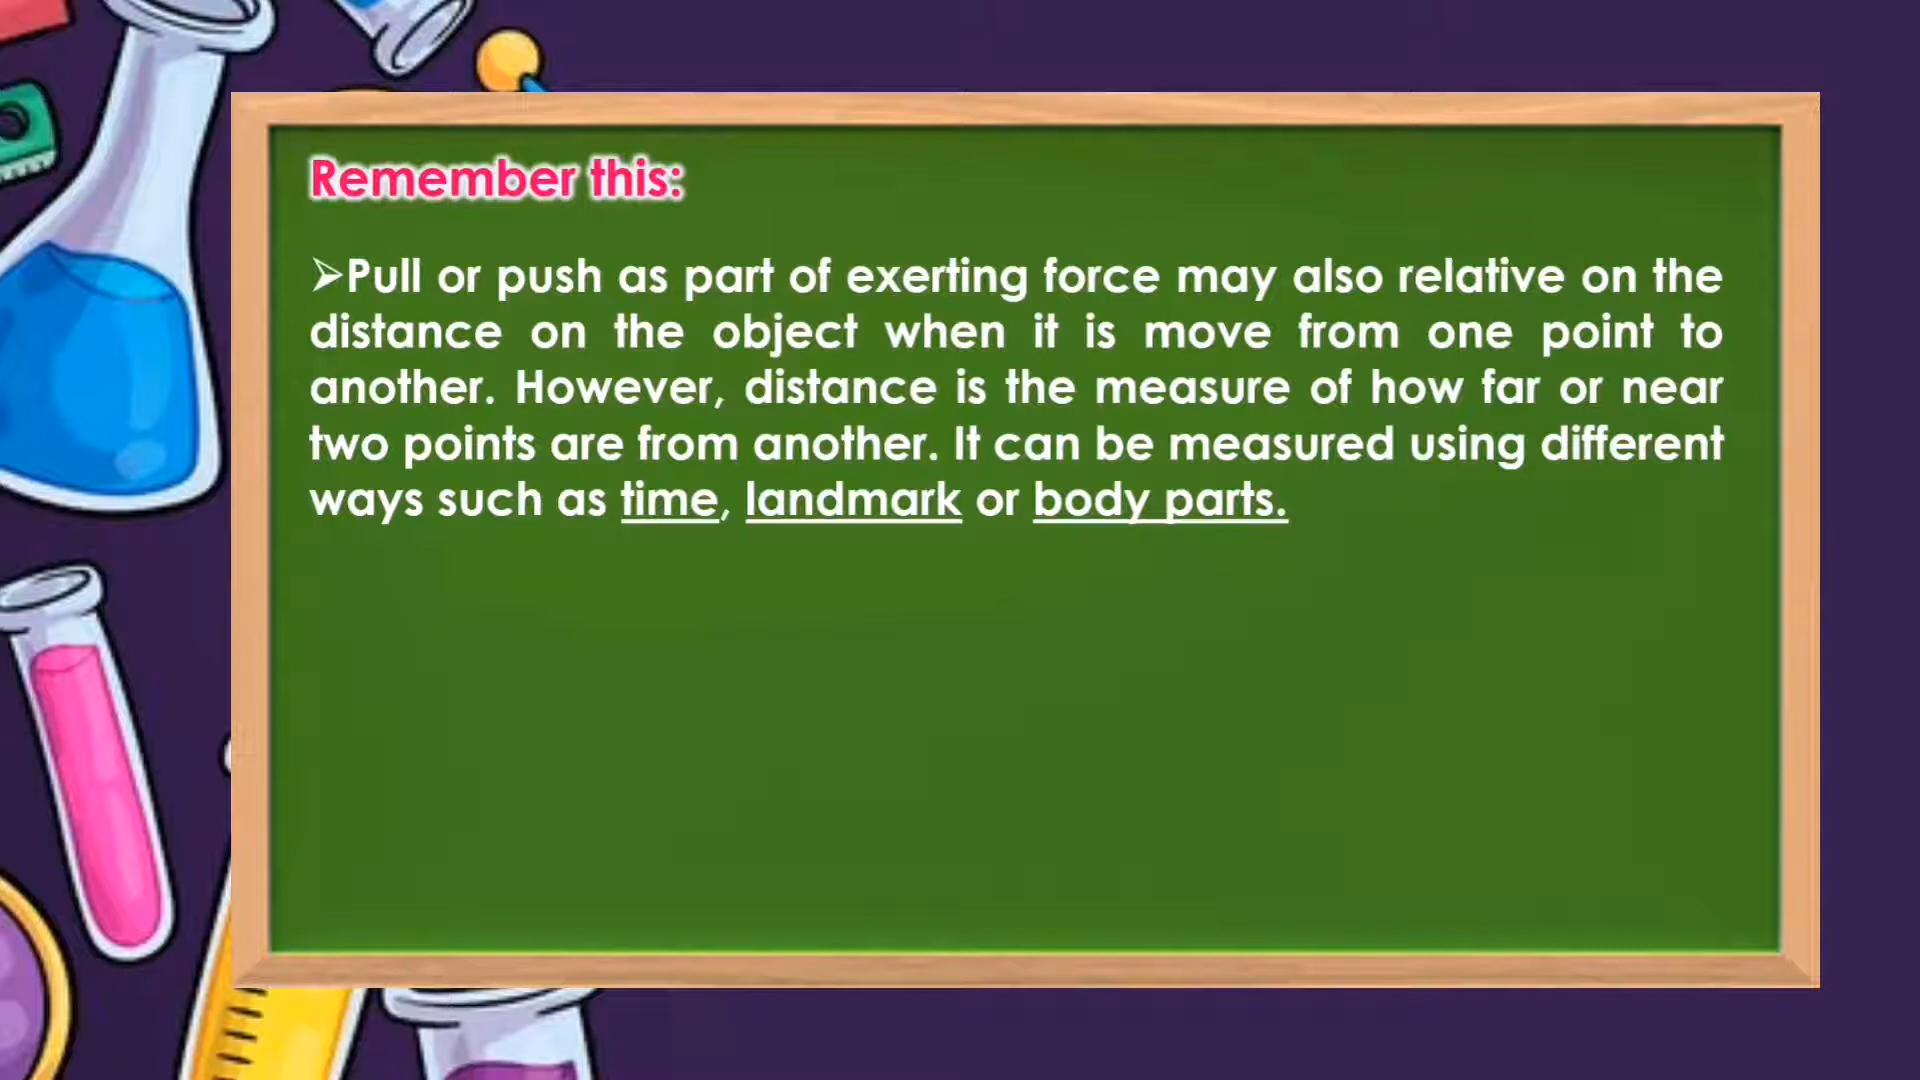 Remember this:
➢Pull or push as part of exerting force may also relative on the
distance on the object when it is move from one point to
another. However, distance is the measure of how far or near
two points are from another. It can be measured using different
ways such as time, landmark or body parts.